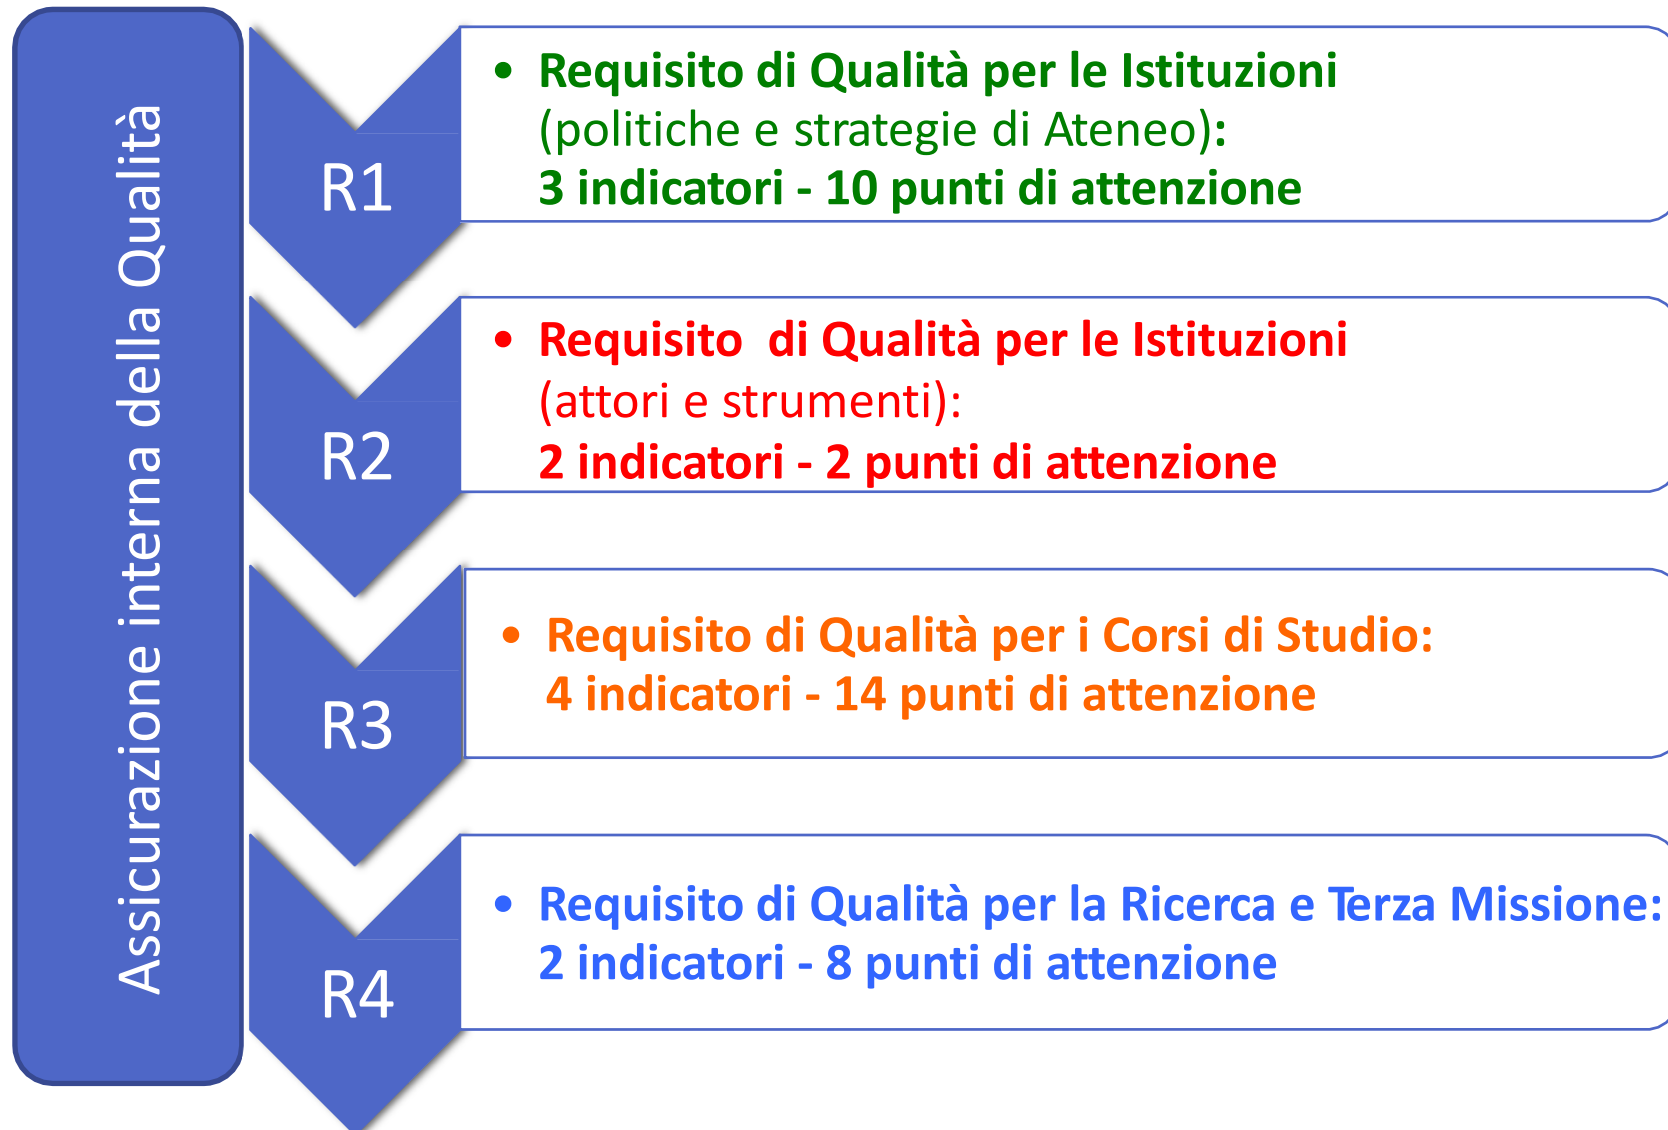 Assicurazione interna della Qualità
R1
• Requisito di Qualità per le Istituzioni
(politiche e strategie di Ateneo):
3 indicatori - 10 punti di attenzione
R2
• Requisito di Qualità per le Istituzioni
(attori e strumenti):
2 indicatori - 2 punti di attenzione
R3
• Requisito di Qualità per i Corsi di Studio:
4 indicatori - 14 punti di attenzione
R4
• Requisito di Qualità per la Ricerca e Terza Missione:
2 indicatori - 8 punti di attenzione